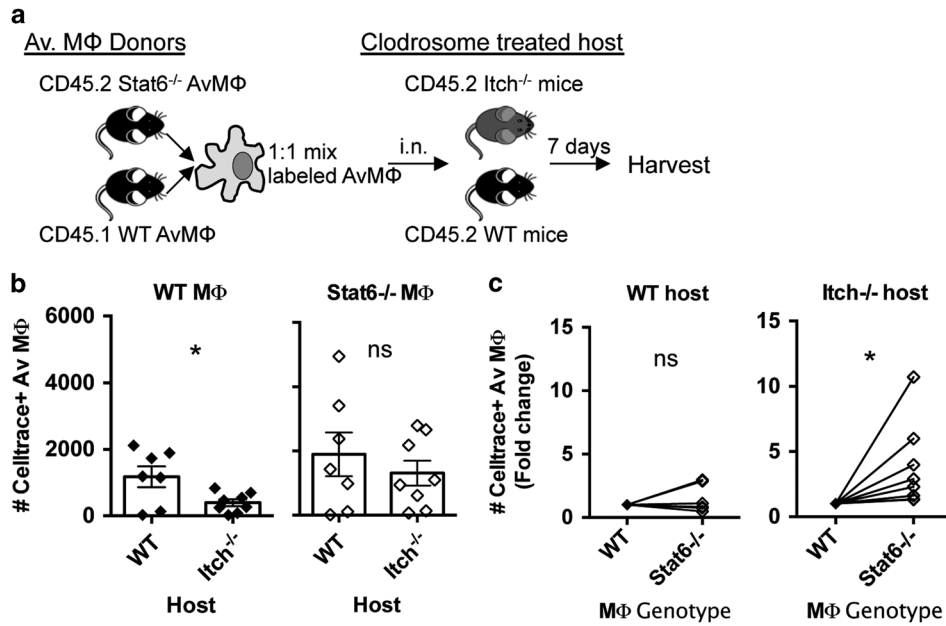 a
Av. MΦ Donors
Clodrosome treated host
CD45.2 Stat6-/- AvMΦ
CD45.2 Itch-/- mice
1:1 mix
labeled AvMΦ
i.n.
7 days
Harvest
CD45.1 WT AvMΦ
CD45.2 WT mice
b
WT MΦ
Stat6-/- MΦ
# Celltrace+ Av MΦ
6000
4000
2000
0
*
ns
WT
Itch-/-
Host
WT
Itch-/-
Host
c
WT host
Itch-/- host
# Celltrace+ Av MΦ
(Fold change)
15
10
5
0
ns
WT
Stat6-/-
MΦ Genotype
15
10
5
0
*
WT
Stat6-/-
MΦ Genotype